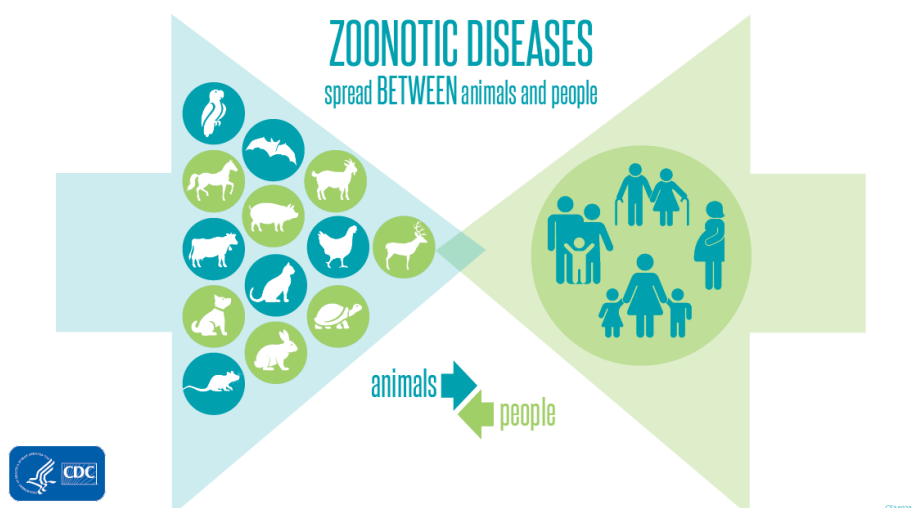 ZOONOTIC DISEASES
spread BETWEEN animals and people
animals
people
CDC